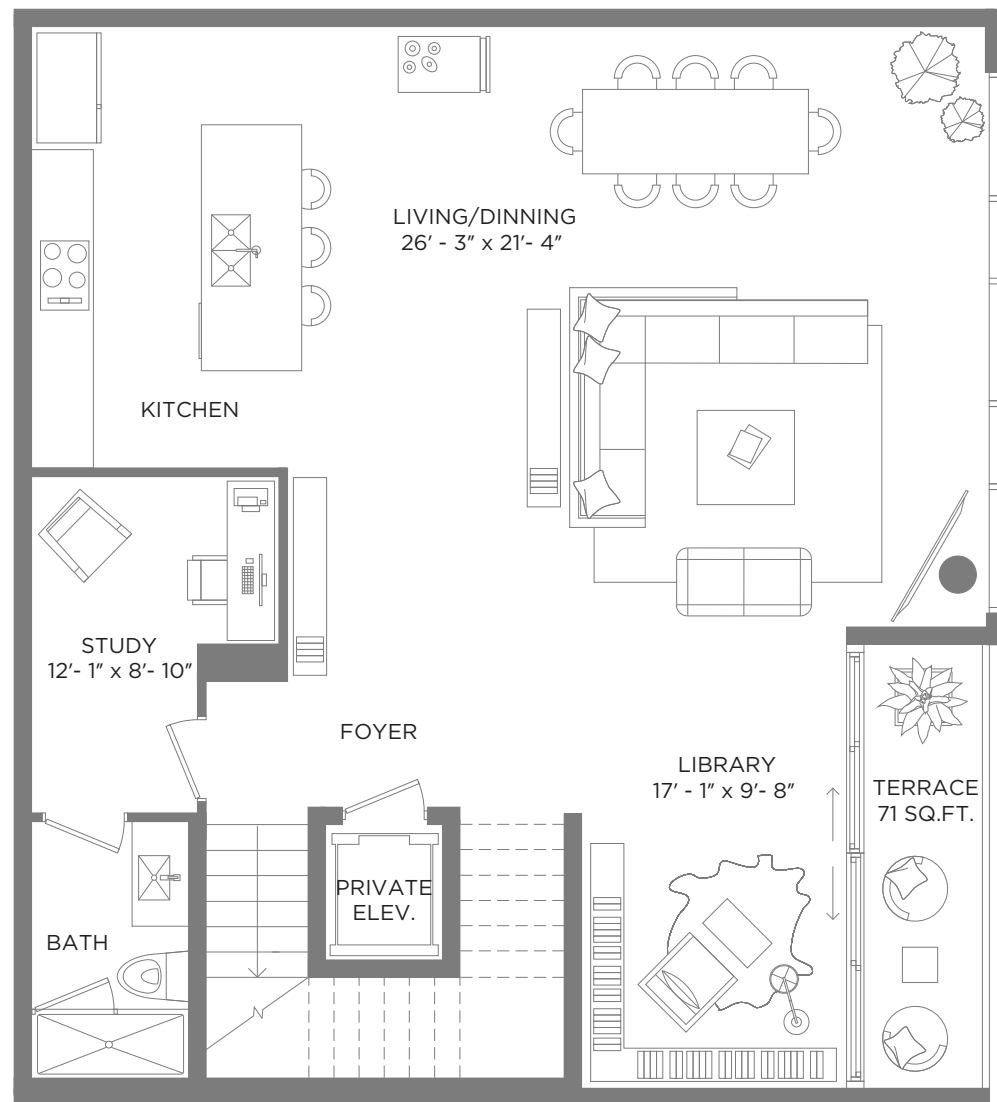 LIVING/DINNING
26′ - 3″ x 21′- 4″
KITCHEN
STUDY
12′- 1″ x 8′- 10″
FOYER
LIBRARY
17′ - 1″ x 9′- 8″
TERRACE
71 SQ.FT.
PRIVATE
ELEV.
BATH